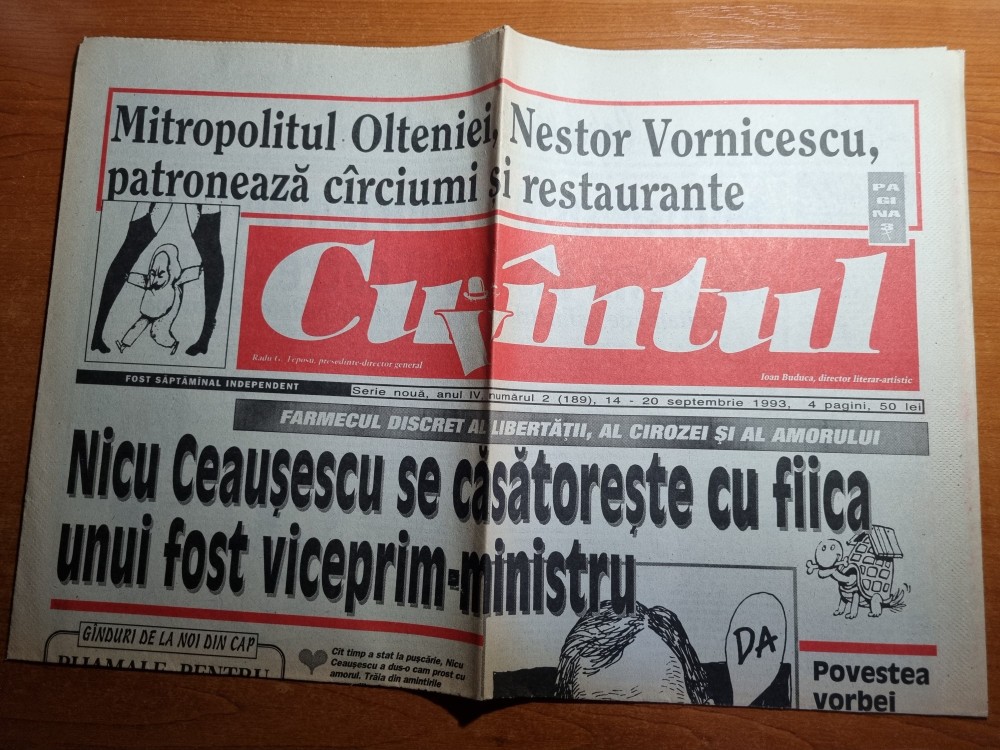 Mitropolitul Olteniei, Nestor Vornicescu,
patronează cîrciumi și restaurante
PA
GI
NA
3
Cuvîntul
Radu G. Țeposu, președinte-director general
Ioan Buduca, director literar-artistic
FOST SĂPTĂMÎNAL INDEPENDENT
Serie nouă, anul IV, numărul 2 (189), 14 - 20 septembrie 1993, 4 pagini, 50 lei
FARMECUL DISCRET AL LIBERTĂȚII, AL CIROZEI ȘI AL AMORULUI
Nicu Ceaușescu se căsătorește cu fiica
unui fost viceprim-ministru
GÎNDURI DE LA NOI DIN CAP
PIJAMALE PENTRU
Cît timp a stat la pușcărie, Nicu
Ceaușescu a dus-o cam prost cu
amorul. Trăia din amintirile
DA
Povestea
vorbei